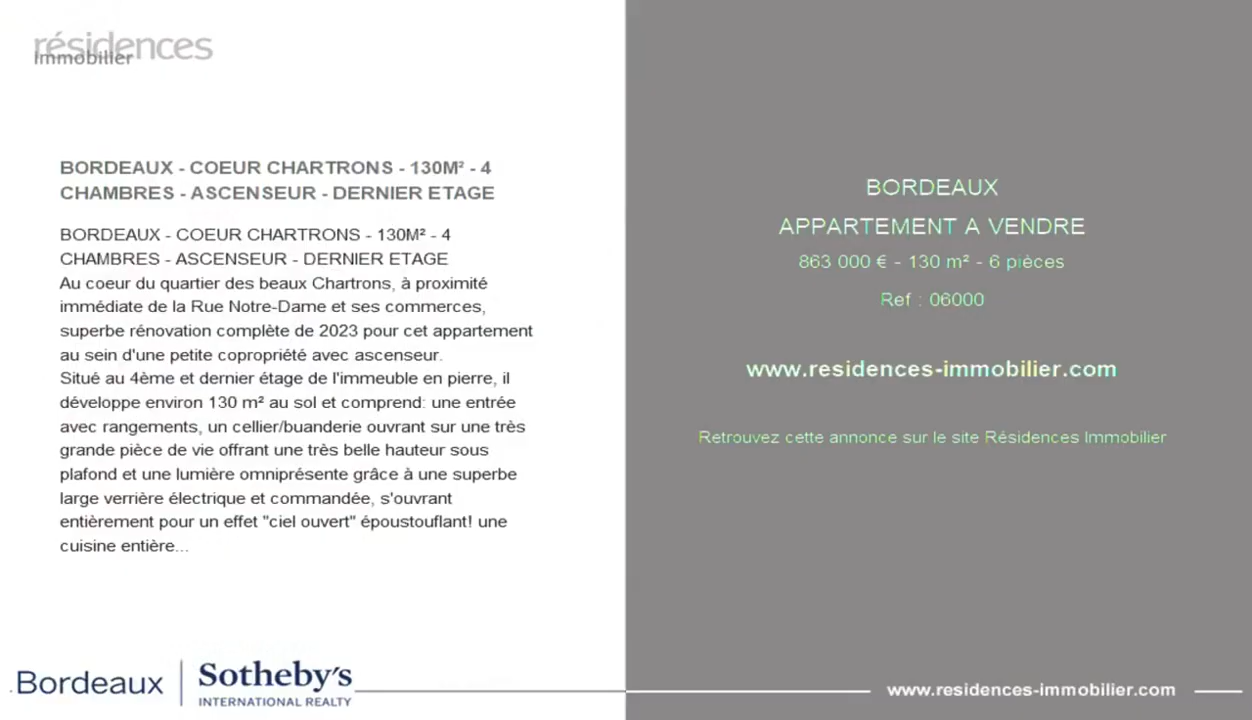 résidences
Immobilier
BORDEAUX - COEUR CHARTRONS - 130M² - 4
CHAMBRES - ASCENSEUR - DERNIER ETAGE
BORDEAUX - COEUR CHARTRONS - 130M² - 4
CHAMBRES - ASCENSEUR - DERNIER ETAGE
Au coeur du quartier des beaux Chartrons, à proximité
immédiate de la Rue Notre-Dame et ses commerces,
superbe rénovation complète de 2023 pour cet appartement
au sein d'une petite copropriété avec ascenseur.
Situé au 4ème et dernier étage de l'immeuble en pierre, il
développe environ 130 m² au sol et comprend: une entrée
avec rangements, un cellier/buanderie ouvrant sur une très
grande pièce de vie offrant une très belle hauteur sous
plafond et une lumière omniprésente grâce à une superbe
large verrière électrique et commandée, s'ouvrant
entièrement pour un effet "ciel ouvert" époustouflant! une
cuisine entière...
Bordeaux | Sotheby's
INTERNATIONAL REALTY
BORDEAUX
APPARTEMENT A VENDRE
863 000 € - 130 m² - 6 pièces
Ref : 06000
www.residences-immobilier.com
Retrouvez cette annonce sur le site Résidences Immobilier
www.residences-immobilier.com